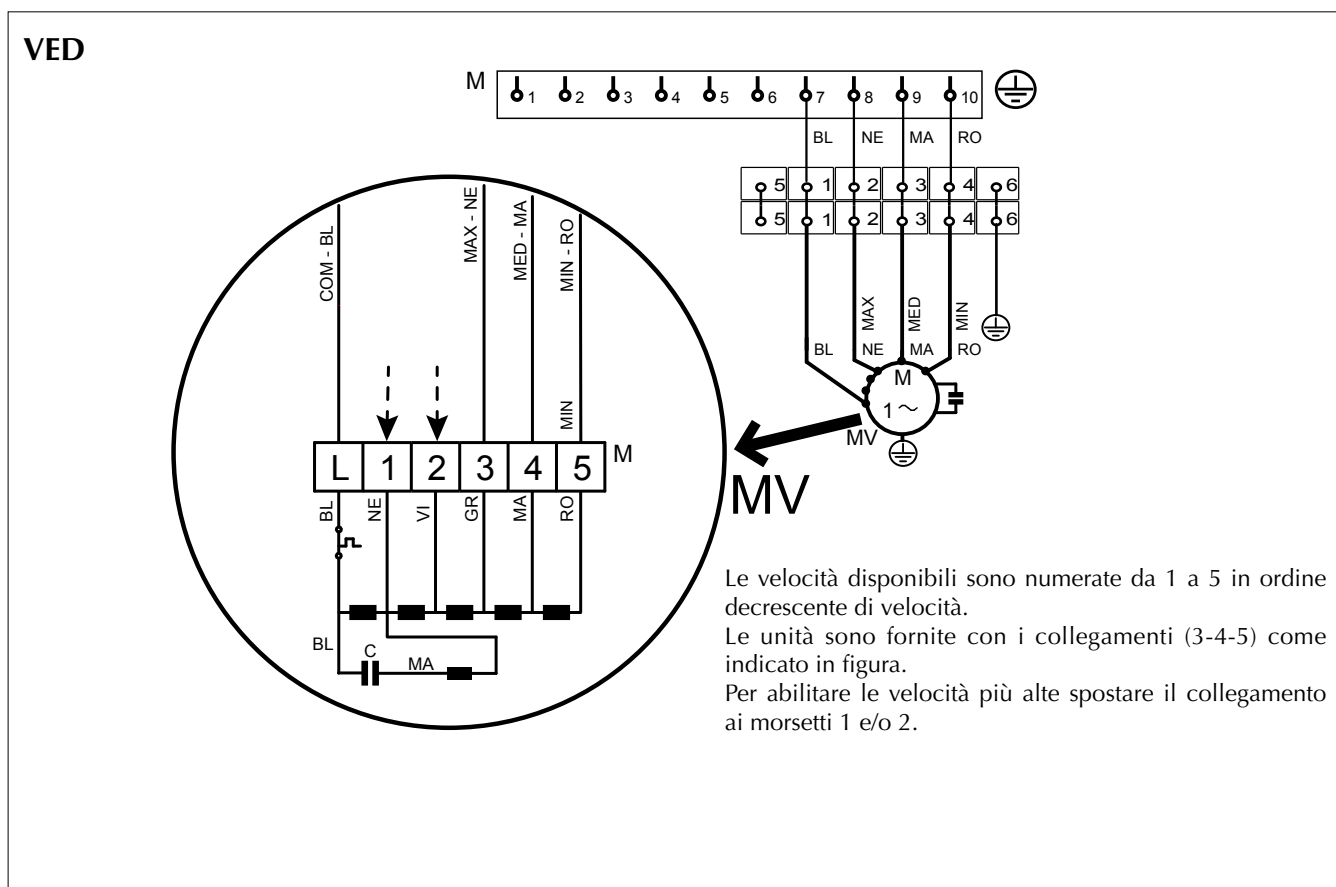 VED
M 1 2 3 4 5 6 7 8 9 10
BL NE MA RO
5 1 2 3 4 6
5 1 2 3 4 6
MAX MED MIN
BL NE MA RO
M
1 ~
MV
COM - BL MAX - NE MED - MA MIN - RO
MIN
L 1 2 3 4 5 M
BL NE VI GR MA RO
BL C MA
MV
Le velocità disponibili sono numerate da 1 a 5 in ordine
decrescente di velocità.
Le unità sono fornite con i collegamenti (3-4-5) come
indicato in figura.
Per abilitare le velocità più alte spostare il collegamento
ai morsetti 1 e/o 2.